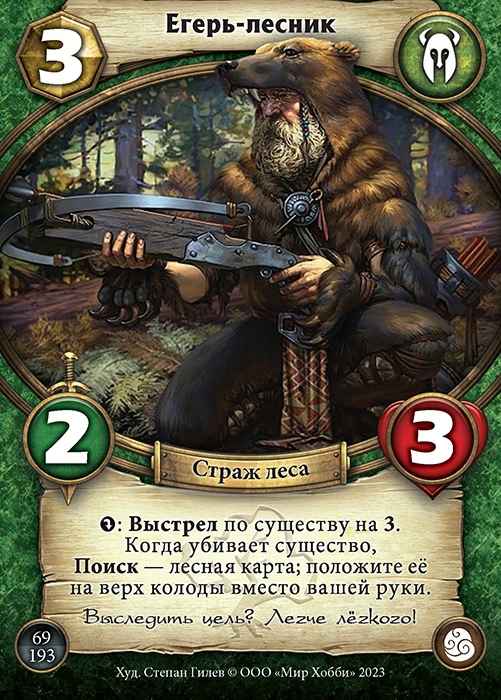 Егерь-лесник
3
2
3
Страж леса
: Выстрел по существу на 3.
Когда убивает существо,
Поиск — лесная карта; положите её
на верх колоды вместо вашей руки.
Выследить цель? Легче лёгкого!
69
193
Худ. Степан Гилев © ООО «Мир Хобби» 2023